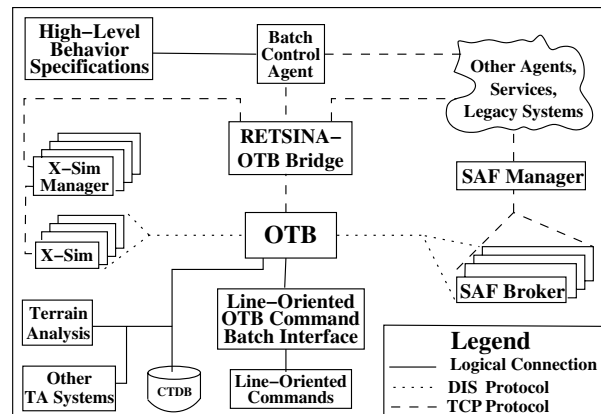 High–Level
Behavior
Specifications
Batch
Control
Agent
Other Agents,
Services,
Legacy Systems
RETSINA–
OTB Bridge
X–Sim
Manager
SAF Manager
X–Sim
OTB
SAF Broker
Terrain
Analysis
Line–Oriented
OTB Command
Batch Interface
Other
TA Systems
CTDB
Line–Oriented
Commands
Legend
Logical Connection
DIS Protocol
TCP Protocol